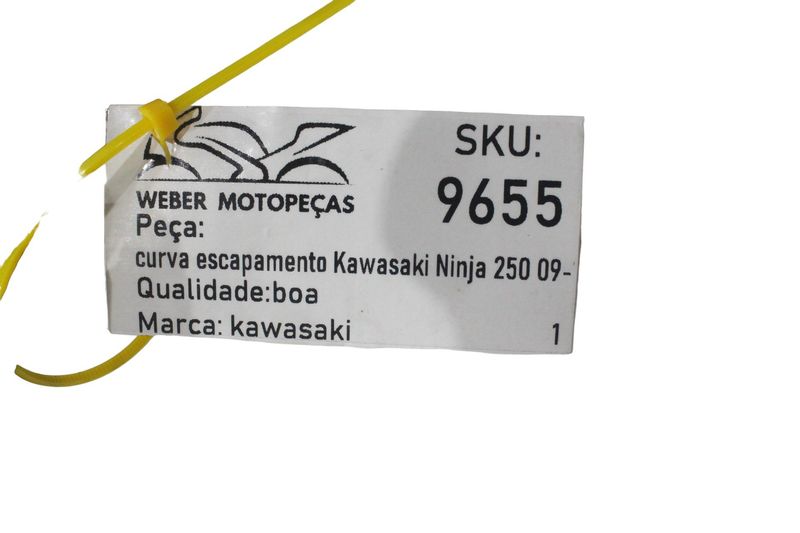 WEBER MOTOPEÇAS
SKU:
9655
Peça:
curva escapamento Kawasaki Ninja 250 09-
Qualidade:boa
Marca: kawasaki
1